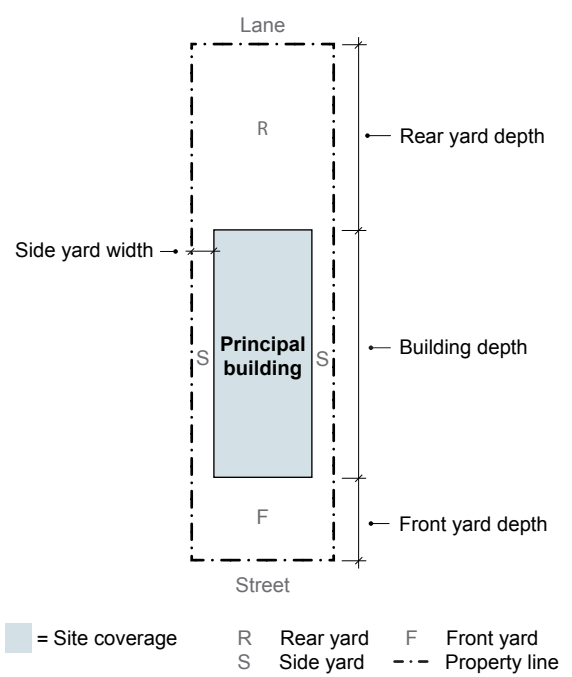 Lane
R
Rear yard depth
Side yard width
Principal
building
S
S
Building depth
F
Front yard depth
Street
= Site coverage
R Rear yard
F Front yard
S Side yard
Property line